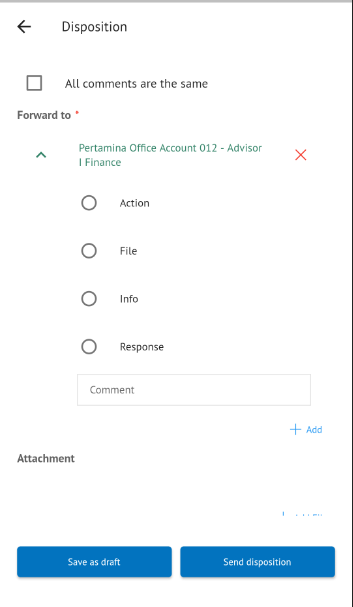 Disposition
All comments are the same
Forward to *
Pertamina Office Account 012 - Advisor
I Finance
Action
File
Info
Response
Comment
Add
Attachment
Save as draft
Send disposition